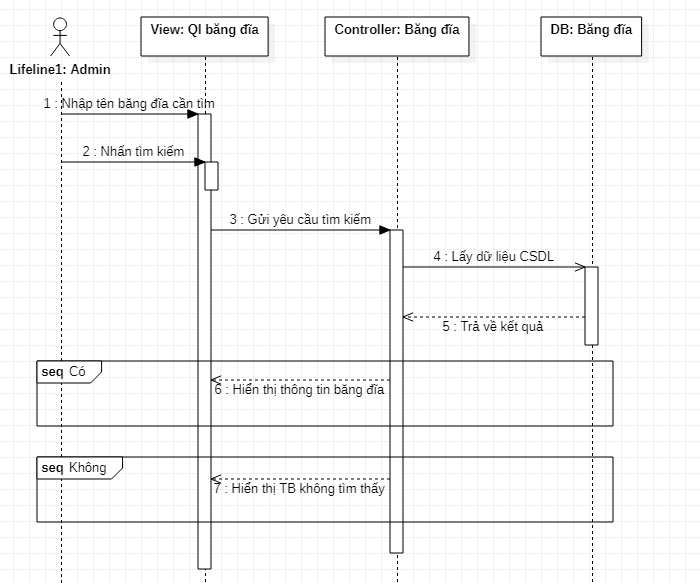 View: QI băng đĩa
Controller: Băng đĩa
DB: Băng đĩa
Lifeline1: Admin
1 : Nhập tên băng đĩa cần tìm
2 : Nhấn tìm kiếm
3 : Gửi yêu cầu tìm kiếm
4 : Lấy dữ liệu CSDL
5 : Trả về kết quả
seq Có
6 : Hiển thị thông tin băng đĩa
seq Không
7 : Hiển thị TB không tìm thấy